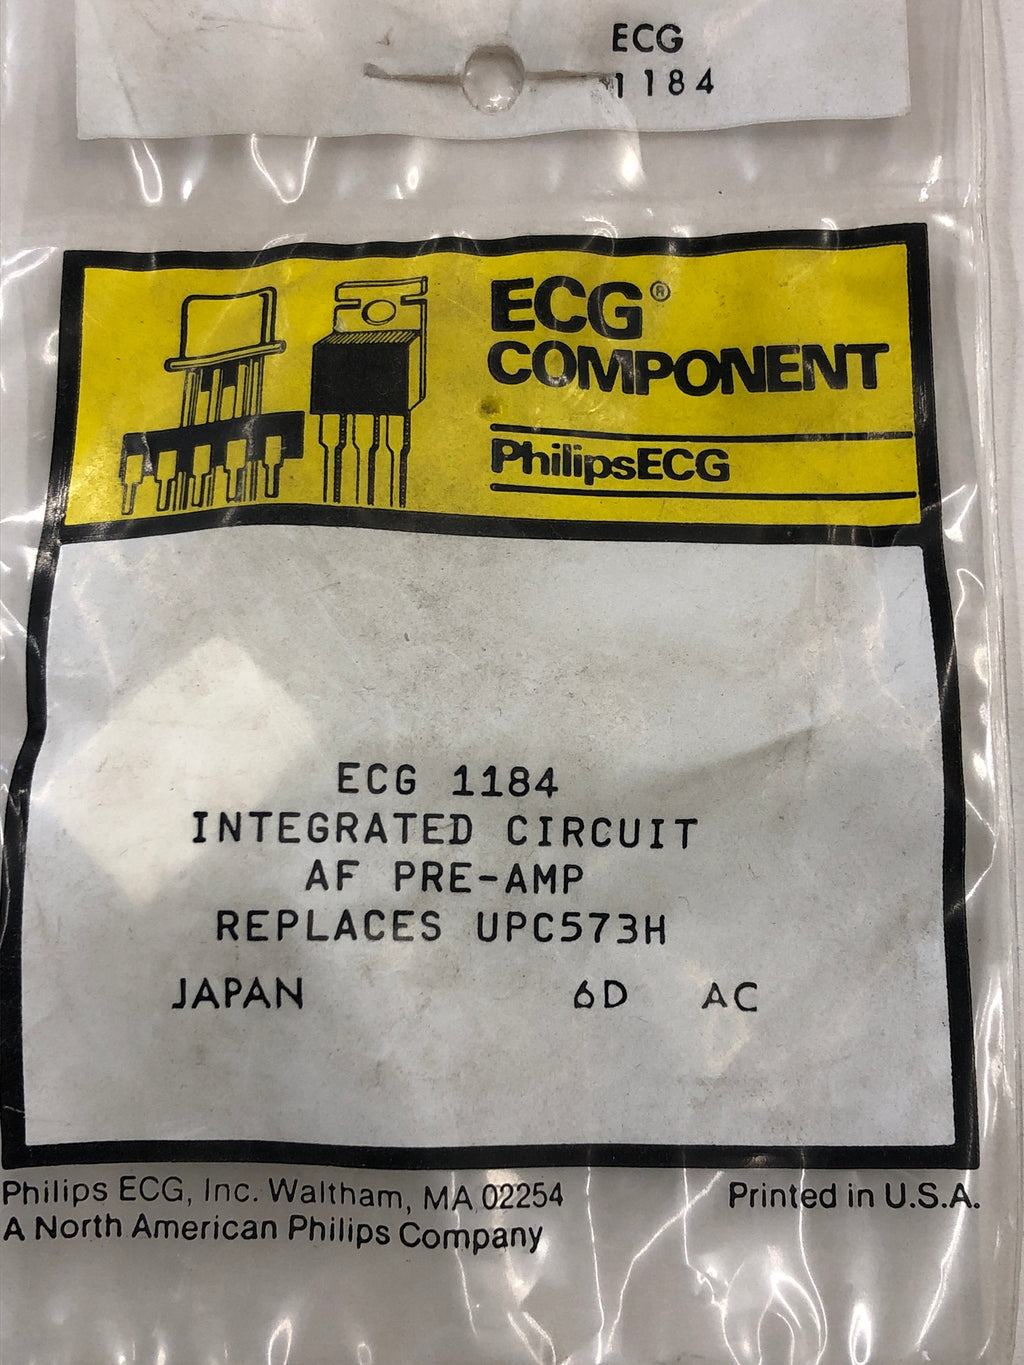 ECG
1184
ECG®
COMPONENT
PhilipsECG
ECG 1184
INTEGRATED CIRCUIT
AF PRE-AMP
REPLACES UPC573H
JAPAN 6D AC
Philips ECG, Inc. Waltham, MA 02254 Printed in U.S.A.
A North American Philips Company